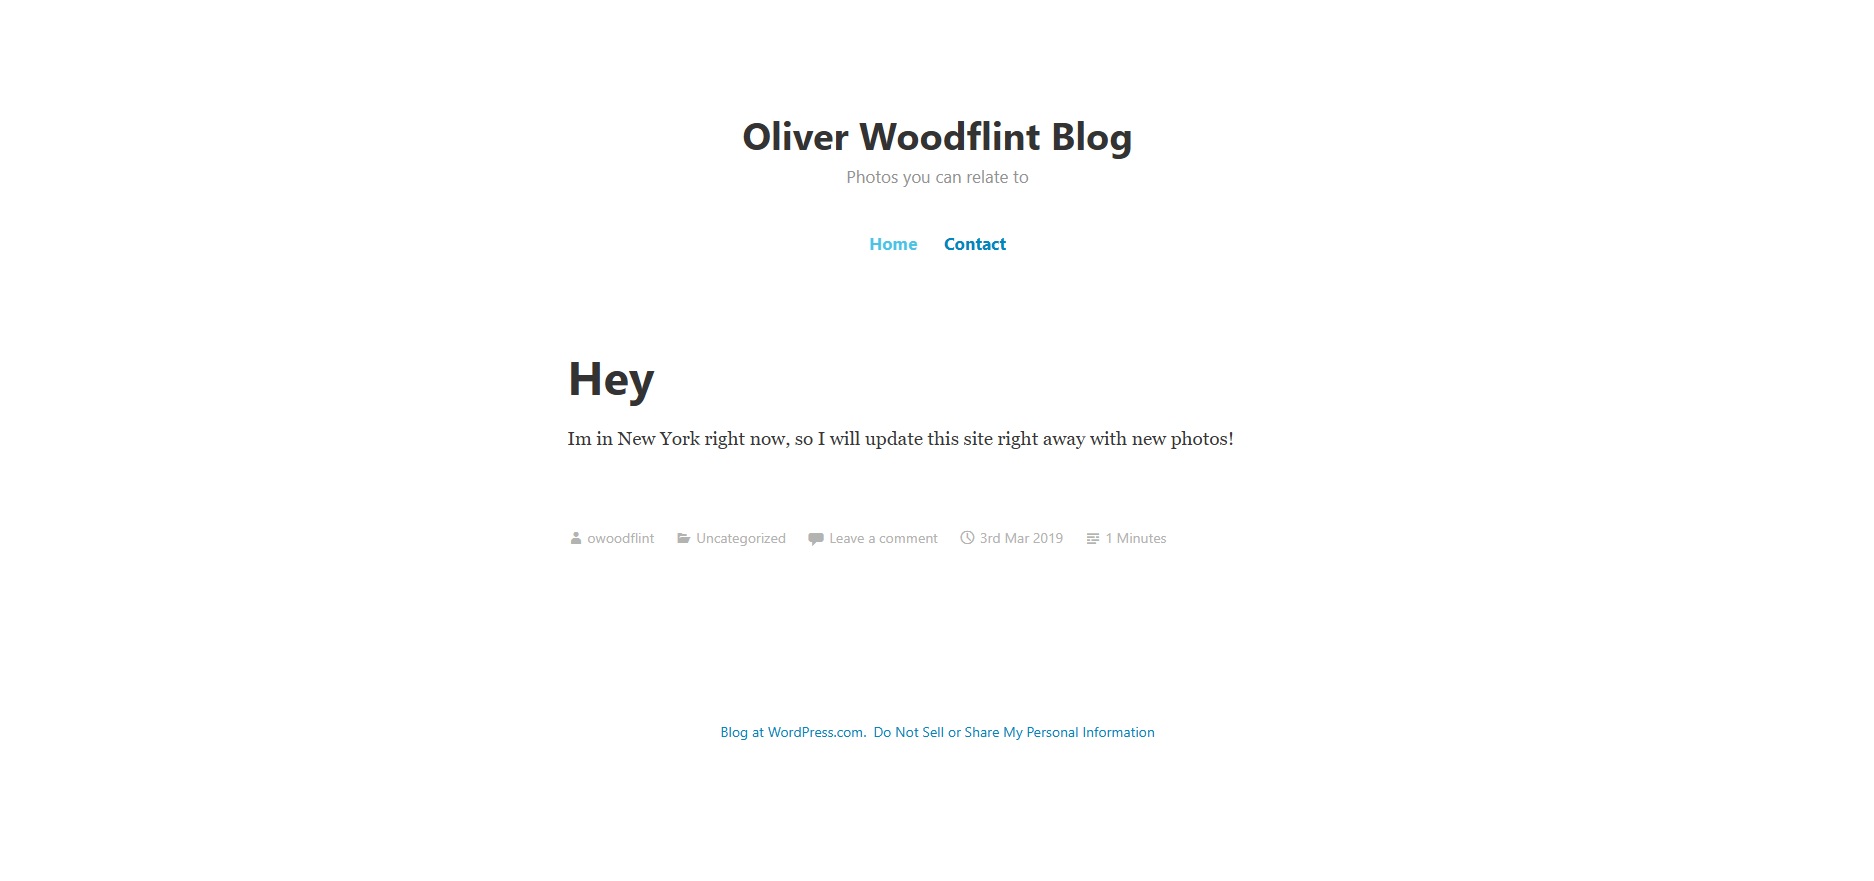 Oliver Woodflint Blog
Photos you can relate to
Home Contact
Hey
Im in New York right now, so I will update this site right away with new photos!
owoodflint Uncategorized Leave a comment 3rd Mar 2019 1 Minutes
Blog at WordPress.com. Do Not Sell or Share My Personal Information